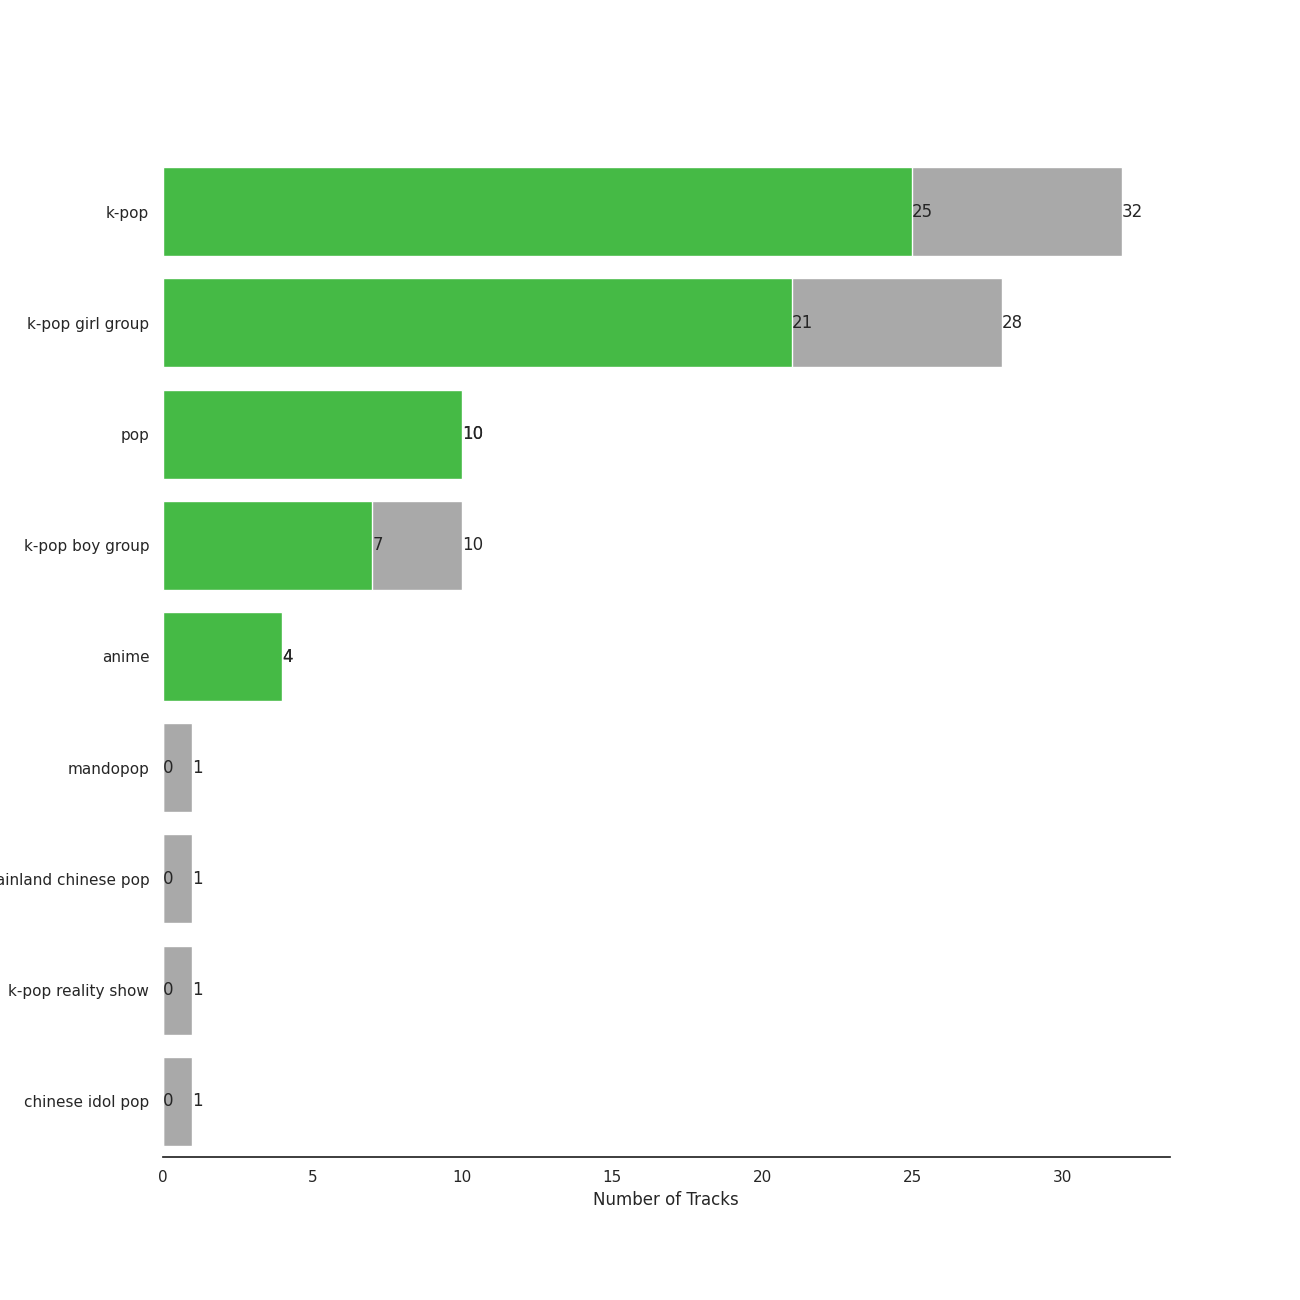 k-pop 25 32
k-pop girl group 21 28
pop 10
k-pop boy group 7 10
anime 4
mandopop 0 1
ainland chinese pop 0 1
k-pop reality show 0 1
chinese idol pop 0 1
0 5 10 15 20 25 30
Number of Tracks